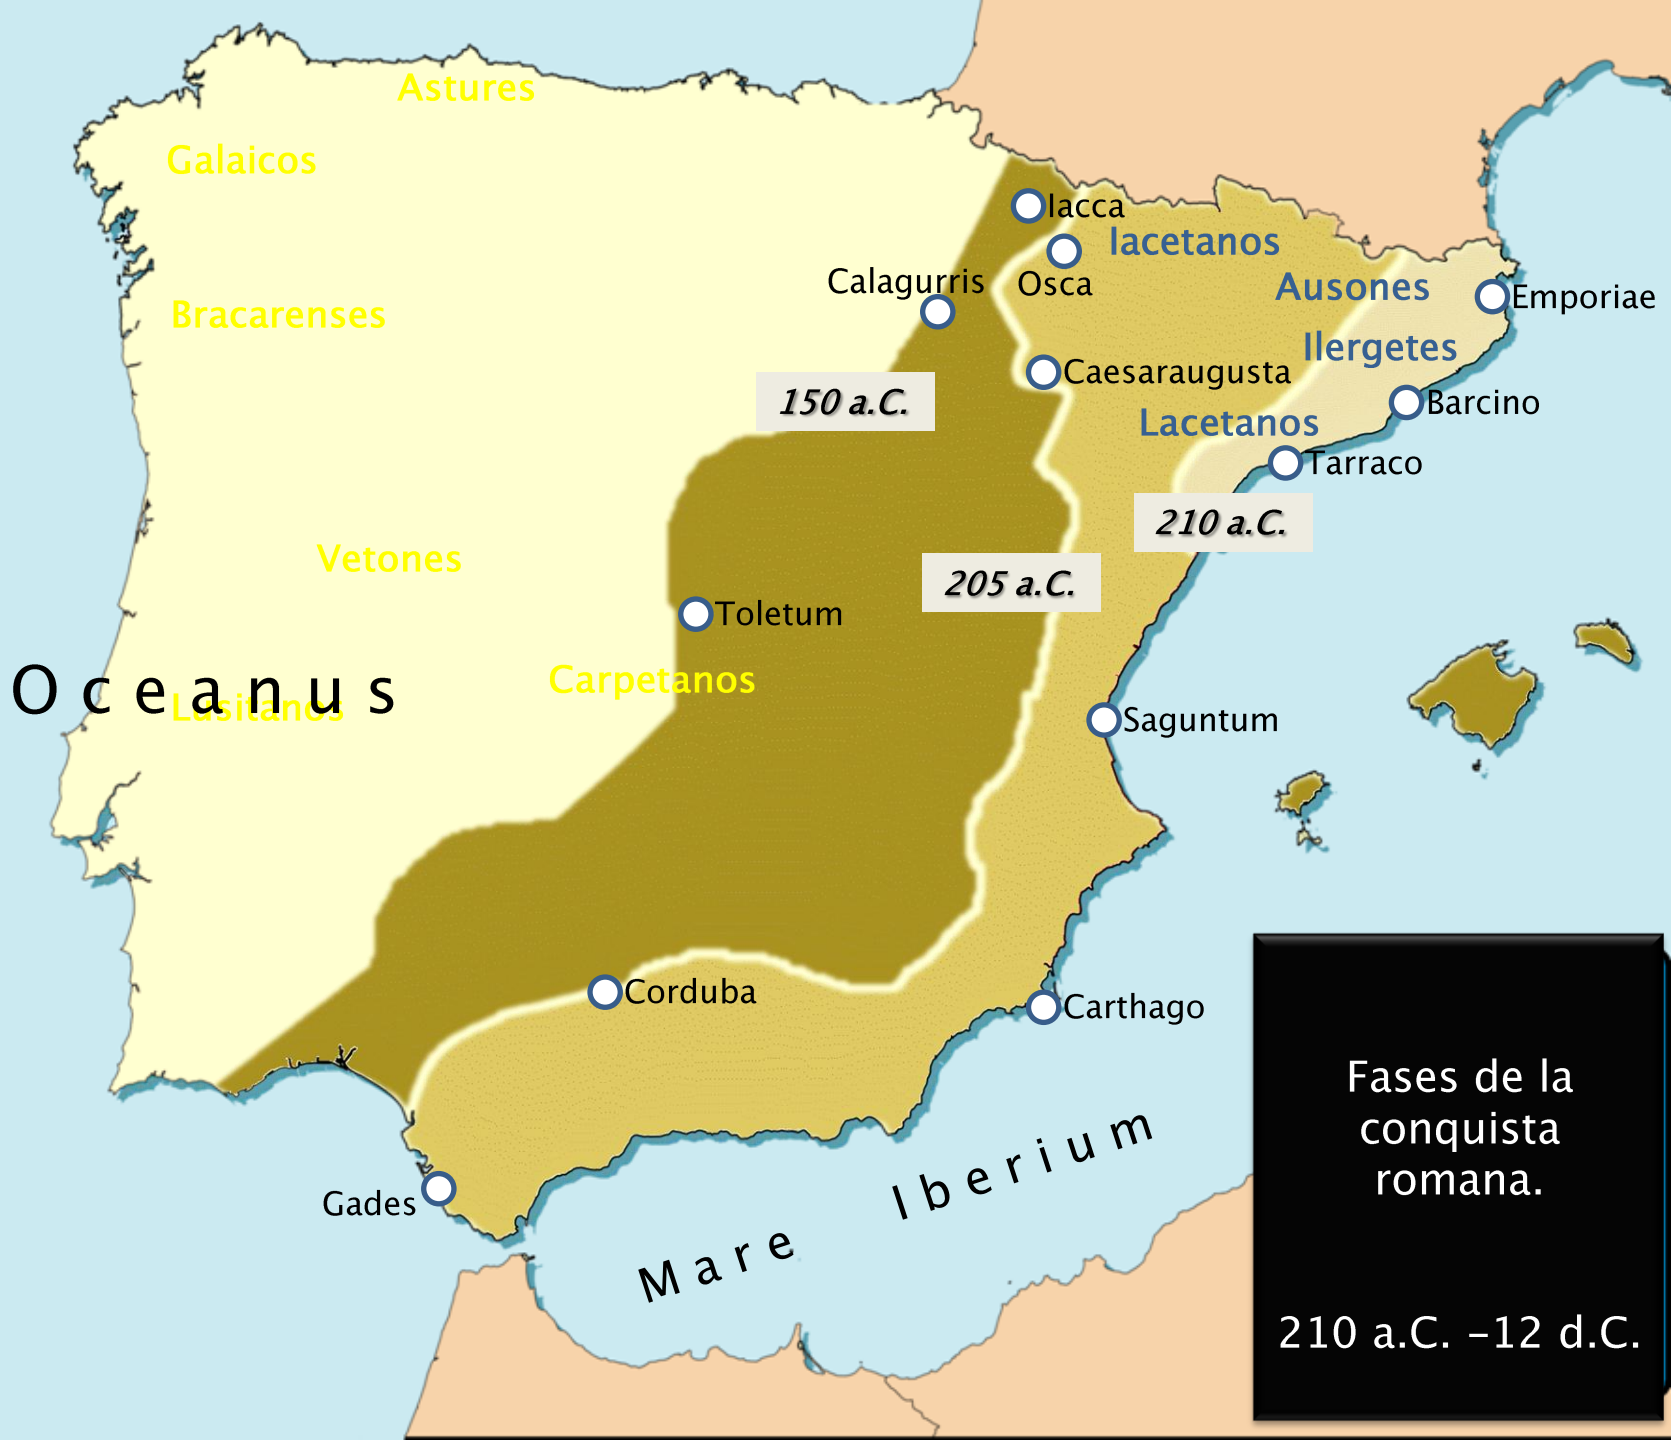 Astures
Galaicos
Iacca
Iacetanos
Calagurris
Osca
Ausones
Emporiae
Bracarenses
Ilergetes
Caesaraugusta
150 a.C.
Barcino
Lacetanos
Tarraco
210 a.C.
Vetones
205 a.C.
Toletum
Carpetanos
Oceanus
Lusitanos
Saguntum
Corduba
Carthago
Gades
Mare Iberium
Fases de la
conquista
romana.
210 a.C. –12 d.C.